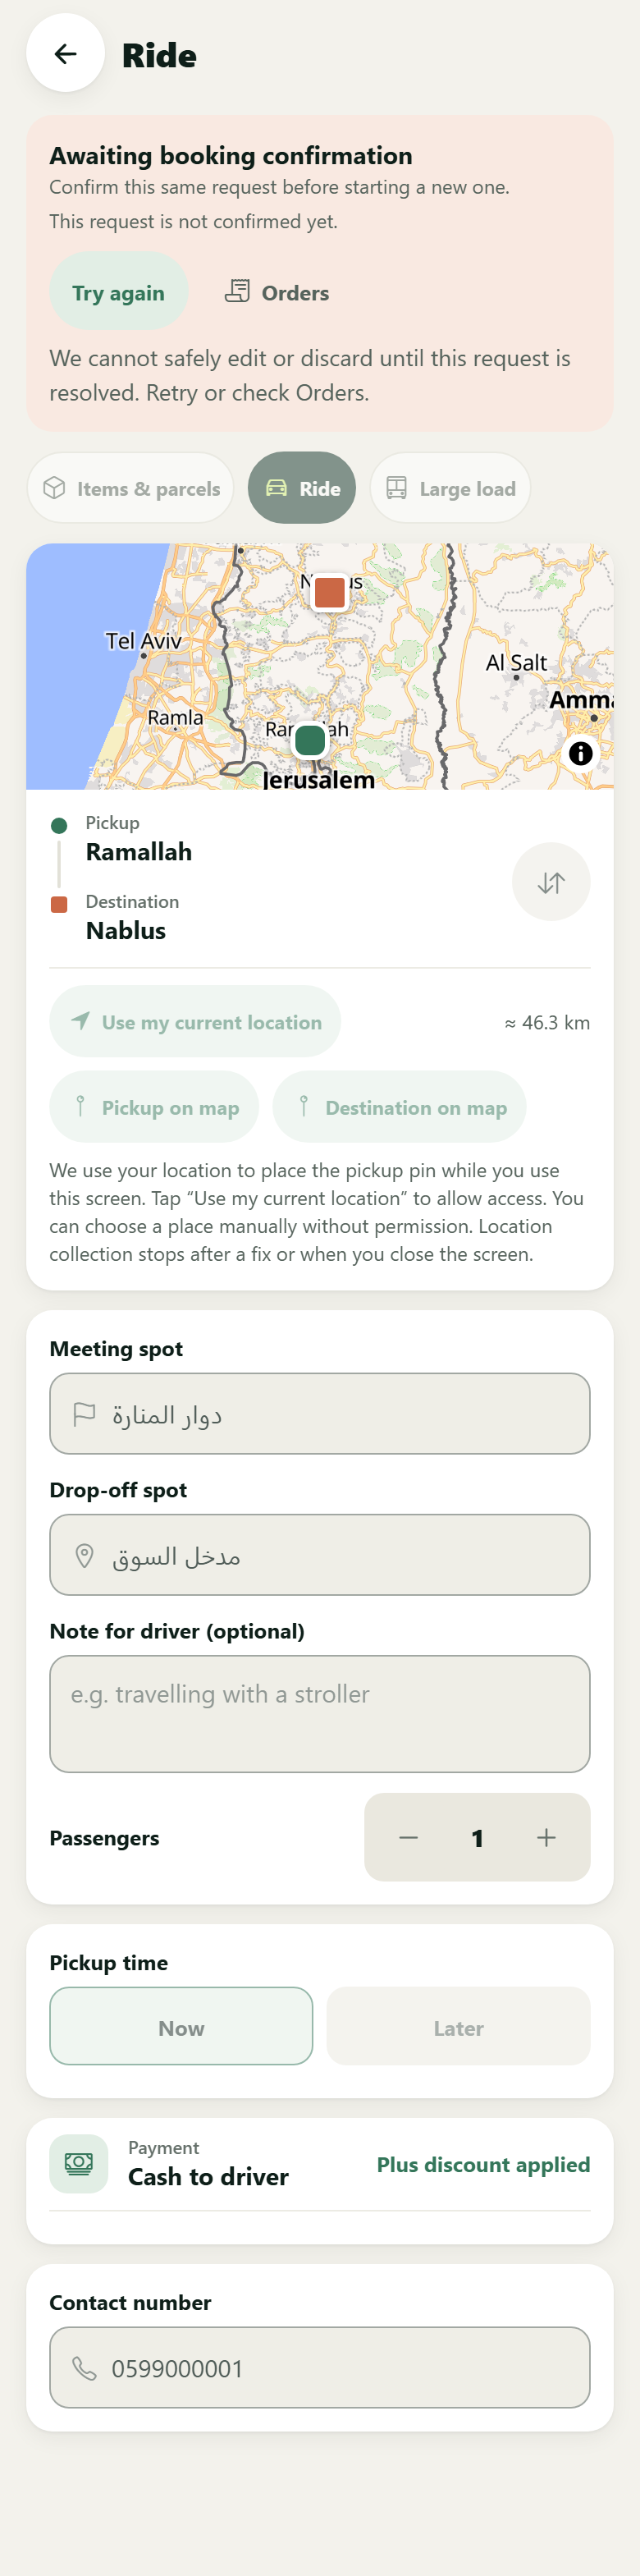 Ride
Awaiting booking confirmation
Confirm this same request before starting a new one.
This request is not confirmed yet.
Try again
Orders
We cannot safely edit or discard until this request is
resolved. Retry or check Orders.
Items & parcels
Ride
Large load
Tel Aviv
Al Salt
Ramla
Jerusalem
Pickup
Ramallah
Destination
Nablus
Use my current location
≈ 46.3 km
Pickup on map
Destination on map
We use your location to place the pickup pin while you use
this screen. Tap “Use my current location” to allow access. You
can choose a place manually without permission. Location
collection stops after a fix or when you close the screen.
Meeting spot
دوار المنارة
Drop-off spot
مدخل السوق
Note for driver (optional)
e.g. travelling with a stroller
Passengers
1
Pickup time
Now
Later
Payment
Cash to driver
Plus discount applied
Contact number
0599000001